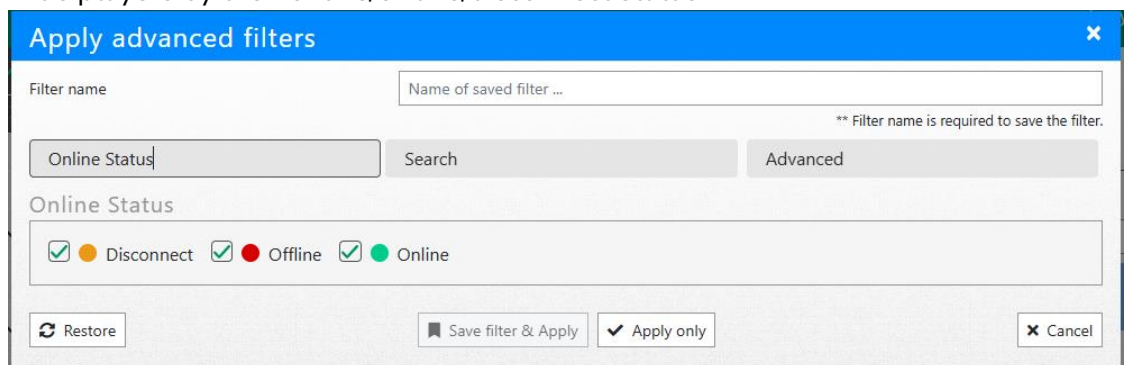 Apply advanced filters ×
Filter name Name of saved filter ...
** Filter name is required to save the filter.
Online Status Search Advanced
Online Status
Disconnect Offline Online
Restore Save filter & Apply Apply only Cancel